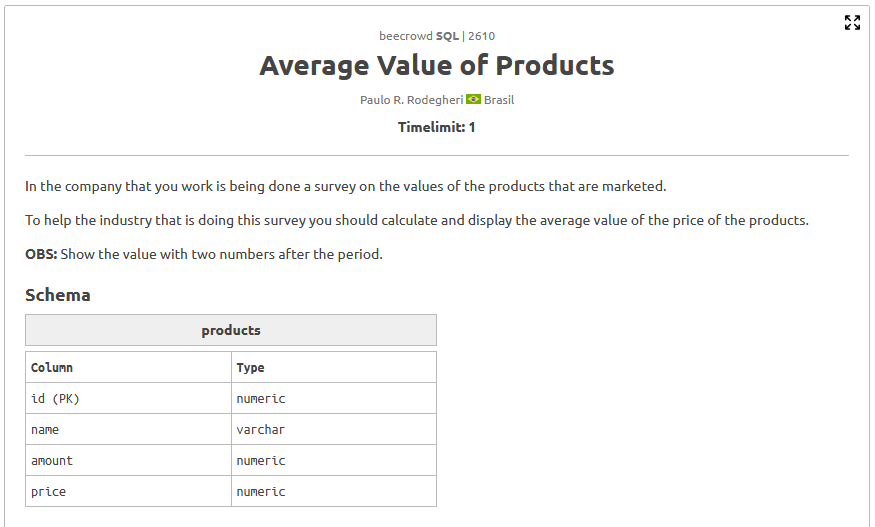 beecrowd SQL | 2610
Average Value of Products
Paulo R. Rodegheri Brasil
Timelimit: 1
In the company that you work is being done a survey on the values of the products that are marketed.
To help the industry that is doing this survey you should calculate and display the average value of the price of the products.
OBS: Show the value with two numbers after the period.
Schema
products
Column Type
id (PK) numeric
name varchar
amount numeric
price numeric